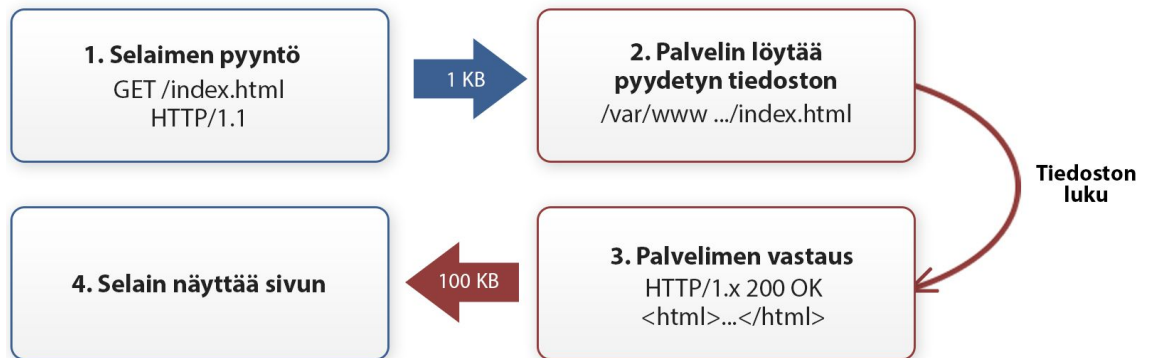 1. Selaimen pyyntö
GET /index.html
HTTP/1.1
1 KB
2. Palvelin löytää
pyydetyn tiedoston
/var/www .../index.html
Tiedoston
luku
3. Palvelimen vastaus
HTTP/1.x 200 OK
<html>...</html>
100 KB
4. Selain näyttää sivun